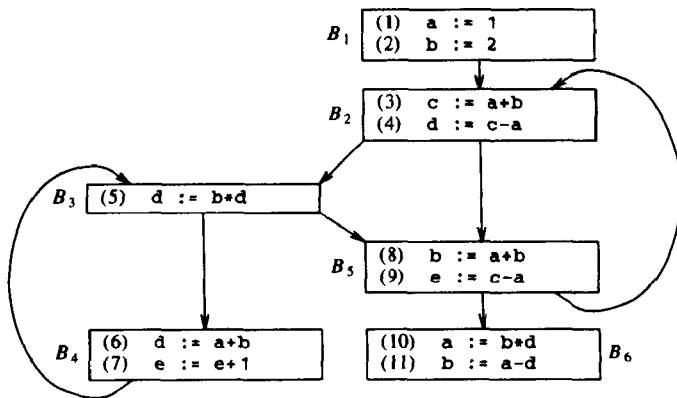 B1
(1) a := 1
(2) b := 2
B2
(3) c := a+b
(4) d := c-a
B3
(5) d := b*d
B5
(8) b := a+b
(9) e := c-a
B4
(6) d := a+b
(7) e := e+1
(10) a := b*d
(11) b := a-d
B6